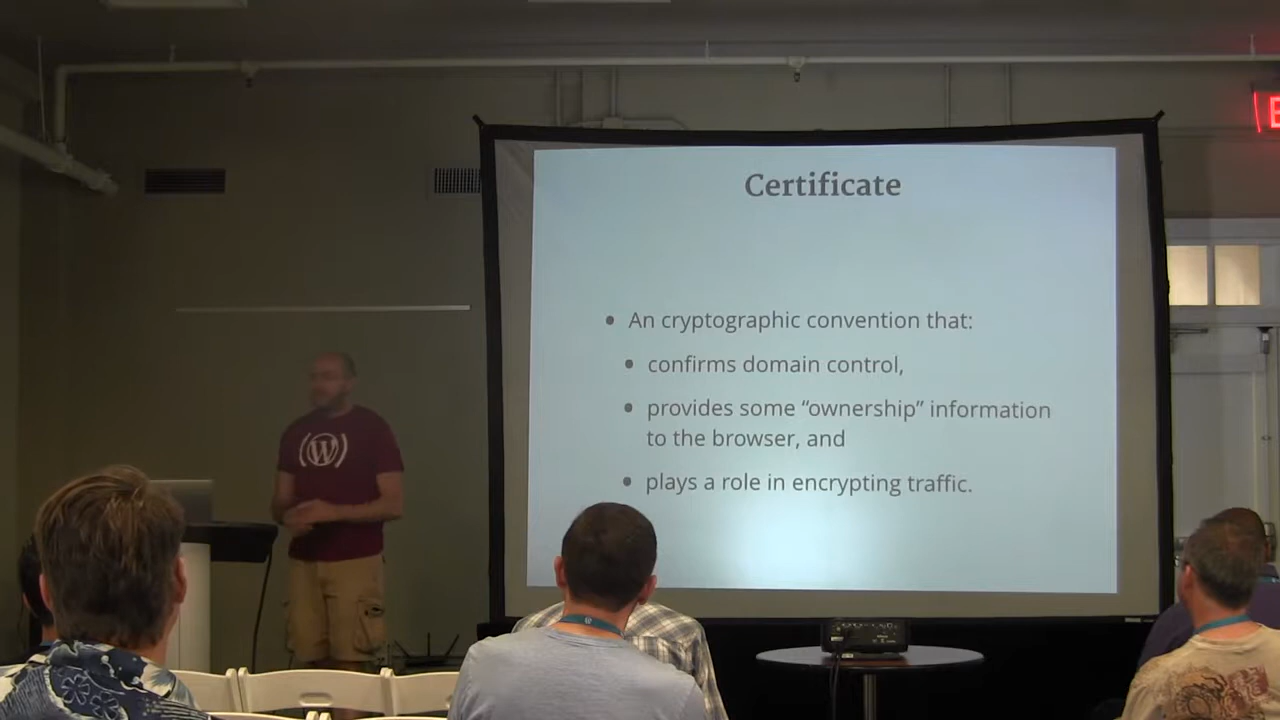 Certificate
• An cryptographic convention that:
• confirms domain control,
• provides some “ownership” information
to the browser, and
• plays a role in encrypting traffic.
(W)
E